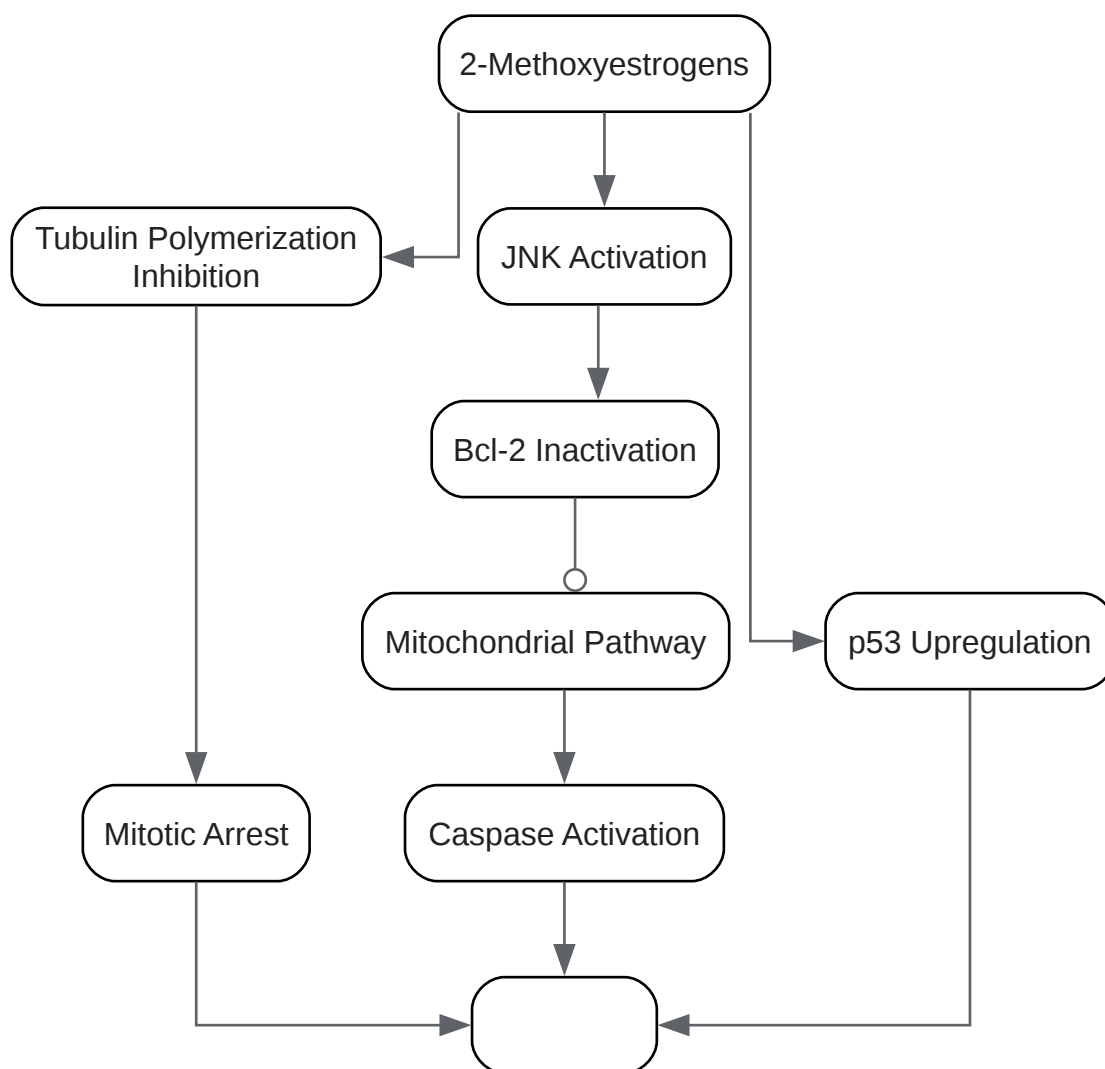 2-Methoxyestrogens
Tubulin Polymerization
Inhibition
JNK Activation
Bcl-2 Inactivation
Mitochondrial Pathway
p53 Upregulation
Mitotic Arrest
Caspase Activation